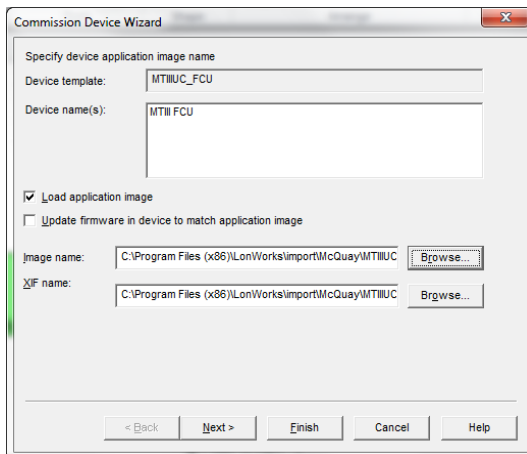 Commission Device Wizard
Specify device application image name
Device template: MTIIIUC_FCU
Device name(s): MTIII FCU
Load application image
Update firmware in device to match application image
Image name: C:\Program Files (x86)\LonWorks\import\McQuay\MTIIIUC Browse...
XIF name: C:\Program Files (x86)\LonWorks\import\McQuay\MTIIIUC Browse...
< Back Next > Finish Cancel Help